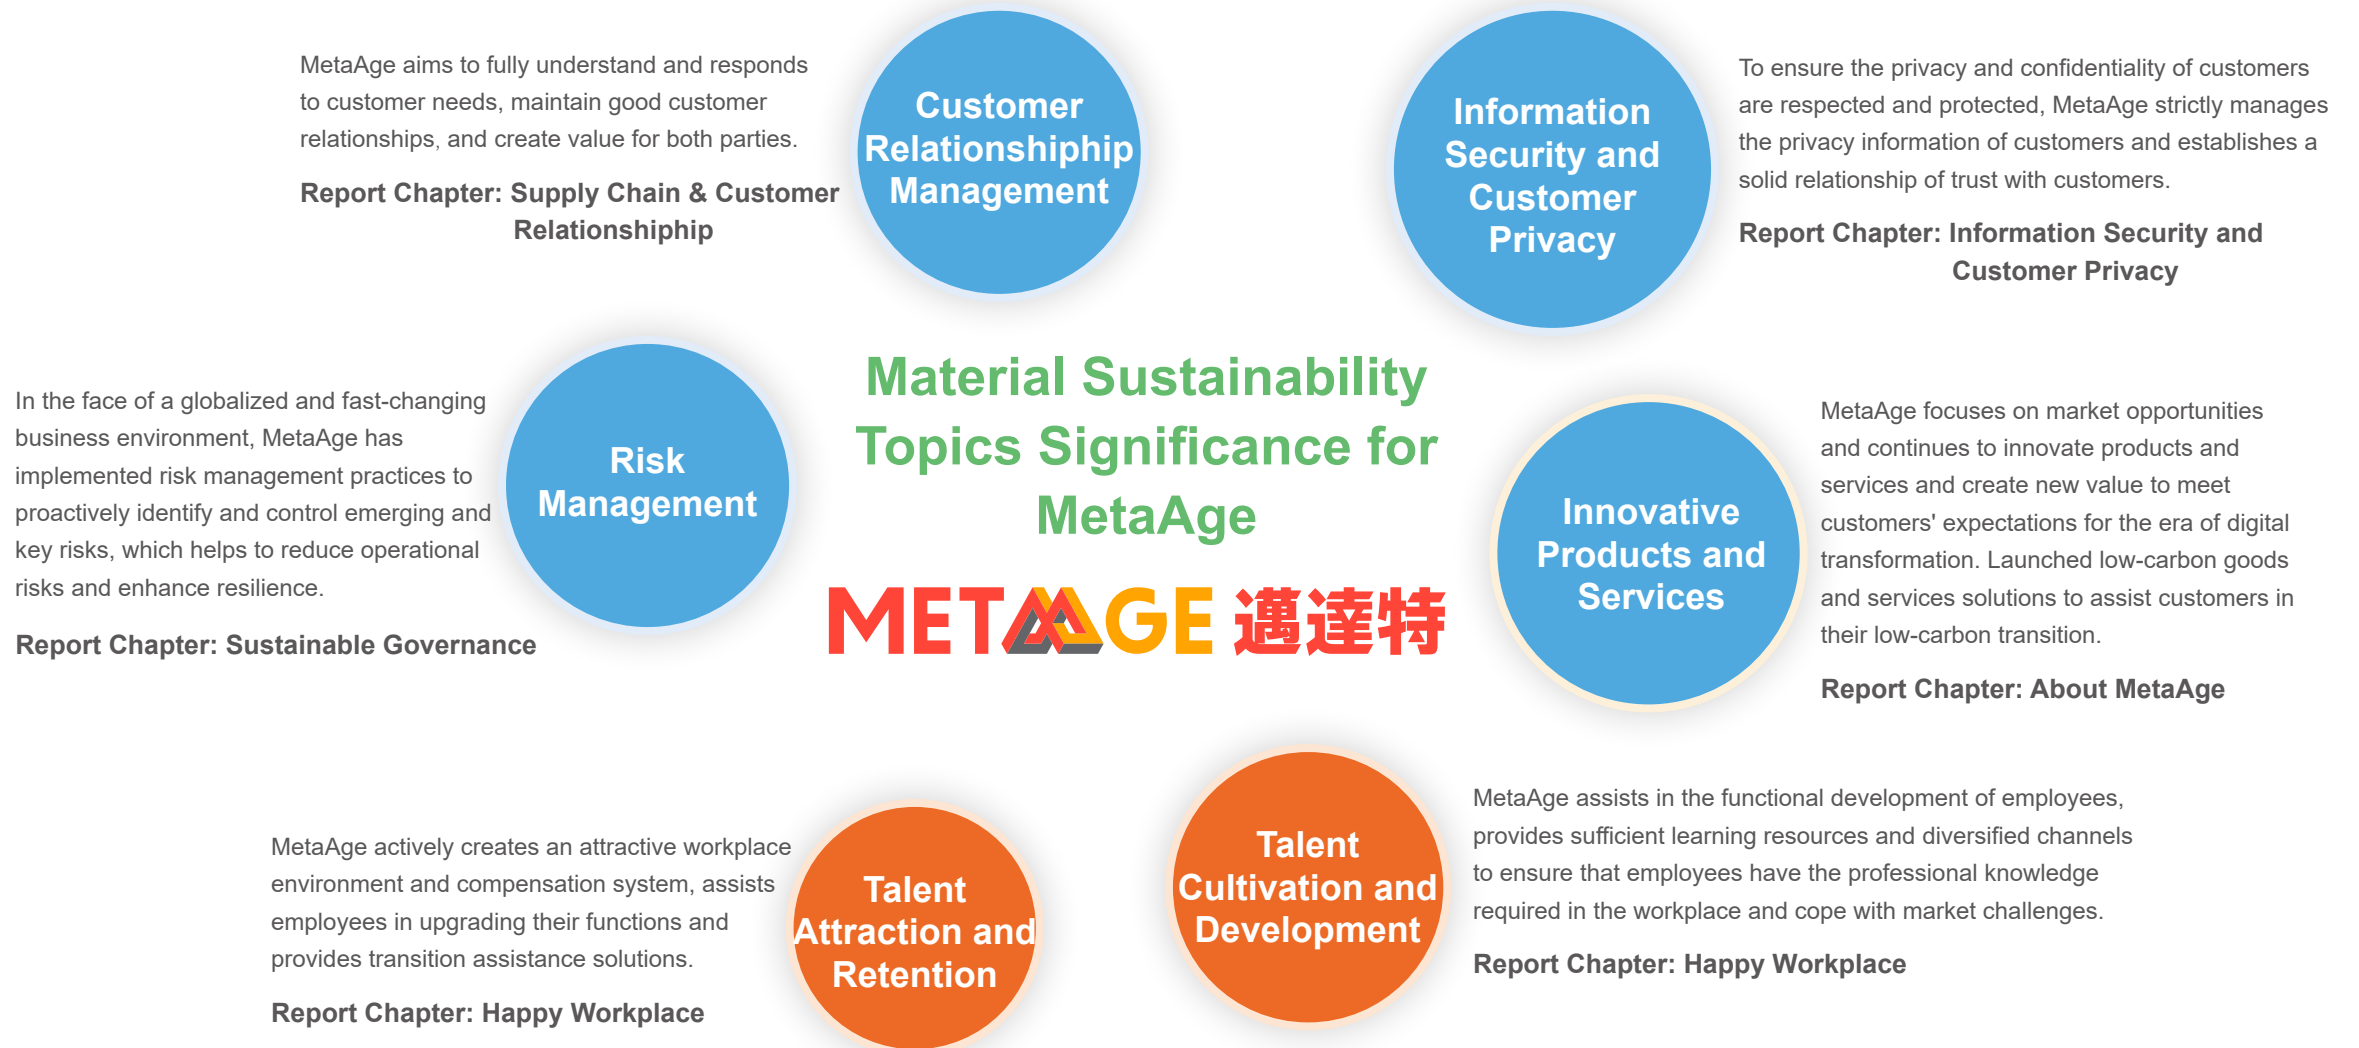 MetaAge aims to fully understand and responds
to customer needs, maintain good customer
relationships, and create value for both parties.
Report Chapter: Supply Chain & Customer
Relationshiphip
Customer
Relationshiphip
Management
Information
Security and
Customer
Privacy
To ensure the privacy and confidentiality of customers
are respected and protected, MetaAge strictly manages
the privacy information of customers and establishes a
solid relationship of trust with customers.
Report Chapter: Information Security and
Customer Privacy
In the face of a globalized and fast-changing
business environment, MetaAge has
implemented risk management practices to
proactively identify and control emerging and
key risks, which helps to reduce operational
risks and enhance resilience.
Report Chapter: Sustainable Governance
Risk
Management
Material Sustainability
Topics Significance for
MetaAge
METAAGE 邁達特
Innovative
Products and
Services
MetaAge focuses on market opportunities
and continues to innovate products and
services and create new value to meet
customers' expectations for the era of digital
transformation. Launched low-carbon goods
and services solutions to assist customers in
their low-carbon transition.
Report Chapter: About MetaAge
MetaAge actively creates an attractive workplace
environment and compensation system, assists
employees in upgrading their functions and
provides transition assistance solutions.
Report Chapter: Happy Workplace
Talent
Attraction and
Retention
Talent
Cultivation and
Development
MetaAge assists in the functional development of employees,
provides sufficient learning resources and diversified channels
to ensure that employees have the professional knowledge
required in the workplace and cope with market challenges.
Report Chapter: Happy Workplace